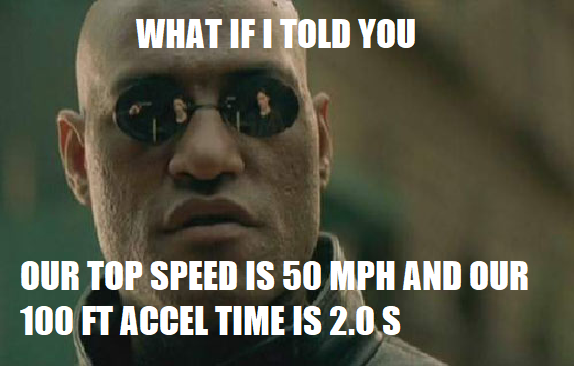 WHAT IF I TOLD YOU
OUR TOP SPEED IS 50 MPH AND OUR
100 FT ACCEL TIME IS 2.0 S